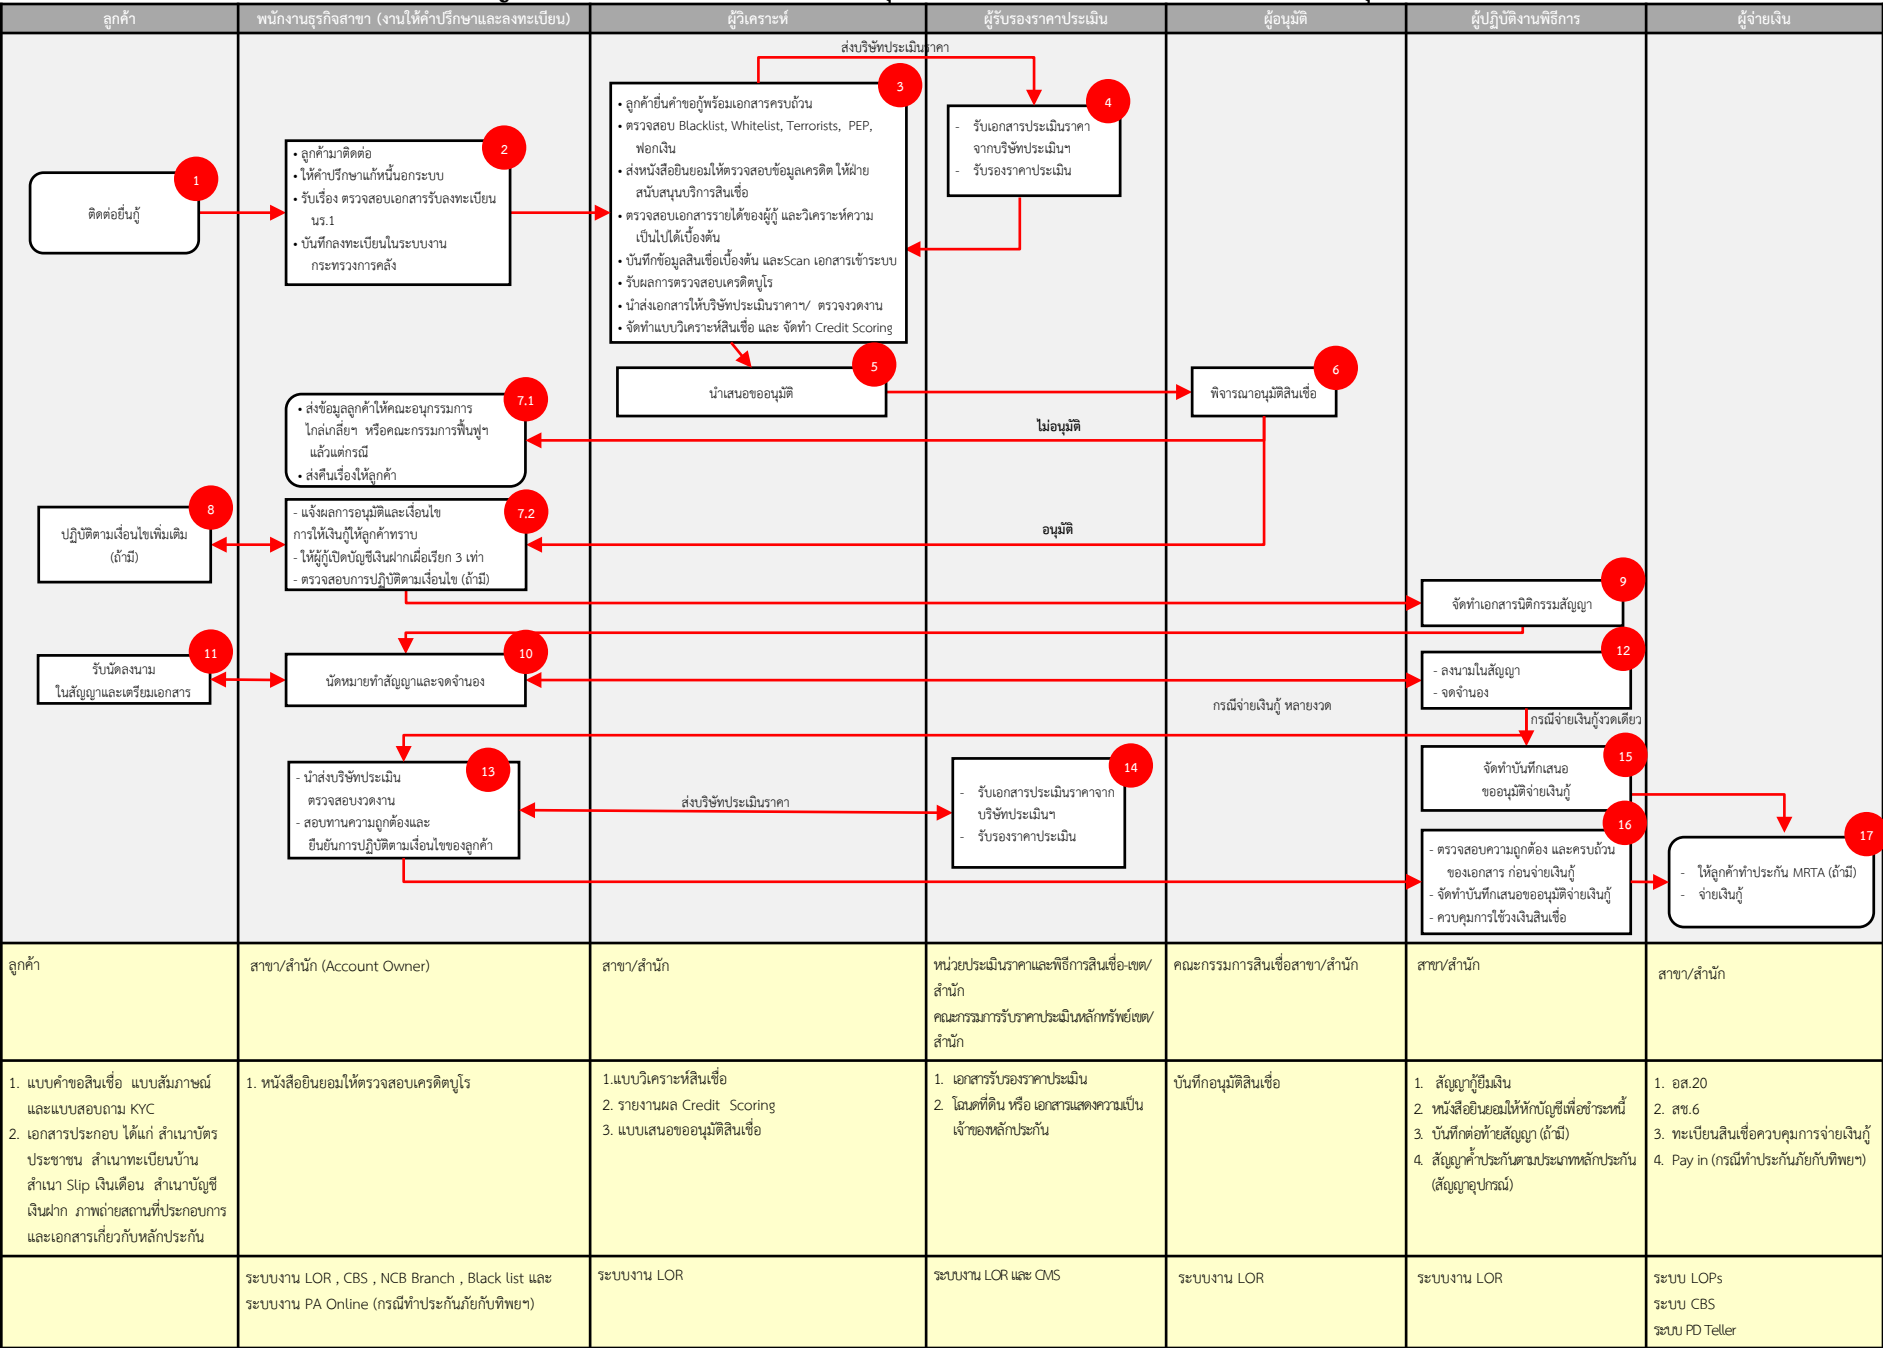 ลูกค้า
พนักงานธุรกิจสาขา (งานให้คำปรึกษาและลงทะเบียน)
ผู้วิเคราะห์
ผู้รับรองราคาประเมิน
ผู้อนุมัติ
ผู้ปฏิบัติงานพิธีการ
ผู้จ่ายเงิน
ส่งบริษัทประเมินราคา
1
ติดต่อยื่นกู้
2
• ลูกค้ามาติดต่อ
• ให้คำปรึกษาแก้หนี้นอกระบบ
• รับเรื่อง ตรวจสอบเอกสารรับลงทะเบียน
นร.1
• บันทึกลงทะเบียนในระบบงาน
กระทรวงการคลัง
3
• ลูกค้ายื่นคำขอกู้พร้อมเอกสารครบถ้วน
• ตรวจสอบ Blacklist, Whitelist, Terrorists, PEP,
ฟอกเงิน
• ส่งหนังสือยินยอมให้ตรวจสอบข้อมูลเครดิต ให้ฝ่าย
สนับสนุนบริการสินเชื่อ
• ตรวจสอบเอกสารรายได้ของผู้กู้ และวิเคราะห์ความ
เป็นไปได้เบื้องต้น
• บันทึกข้อมูลสินเชื่อเบื้องต้น และScan เอกสารเข้าระบบ
• รับผลการตรวจสอบเครดิตบูโร
• นำส่งเอกสารให้บริษัทประเมินราคาฯ/ ตรวจงวดงาน
• จัดทำแบบวิเคราะห์สินเชื่อ และ จัดทำ Credit Scoring
4
- รับเอกสารประเมินราคา
จากบริษัทประเมินฯ
- รับรองราคาประเมิน
5
นำเสนอขออนุมัติ
6
พิจารณาอนุมัติสินเชื่อ
ไม่อนุมัติ
7.1
• ส่งข้อมูลลูกค้าให้คณะอนุกรรมการ
ไกล่เกลี่ยฯ หรือคณะกรรมการฟื้นฟูฯ
แล้วแต่กรณี
• ส่งคืนเรื่องให้ลูกค้า
อนุมัติ
7.2
- แจ้งผลการอนุมัติและเงื่อนไข
การให้เงินกู้ให้ลูกค้าทราบ
- ให้ผู้กู้เปิดบัญชีเงินฝากเผื่อเรียก 3 เท่า
- ตรวจสอบการปฏิบัติตามเงื่อนไข (ถ้ามี)
8
ปฏิบัติตามเงื่อนไขเพิ่มเติม
(ถ้ามี)
9
จัดทำเอกสารนิติกรรมสัญญา
10
นัดหมายทำสัญญาและจดจำนอง
11
รับนัดลงนาม
ในสัญญาและเตรียมเอกสาร
12
- ลงนามในสัญญา
- จดจำนอง
กรณีจ่ายเงินกู้ หลายงวด
กรณีจ่ายเงินกู้งวดเดียว
13
- นำส่งบริษัทประเมิน
ตรวจสอบงวดงาน
- สอบทานความถูกต้องและ
ยืนยันการปฏิบัติตามเงื่อนไขของลูกค้า
ส่งบริษัทประเมินราคา
14
- รับเอกสารประเมินราคาจาก
บริษัทประเมินฯ
- รับรองราคาประเมิน
15
จัดทำบันทึกเสนอ
ขออนุมัติจ่ายเงินกู้
16
- ตรวจสอบความถูกต้อง และครบถ้วน
ของเอกสาร ก่อนจ่ายเงินกู้
- จัดทำบันทึกเสนอขออนุมัติจ่ายเงินกู้
- ควบคุมการใช้วงเงินสินเชื่อ
17
- ให้ลูกค้าทำประกัน MRTA (ถ้ามี)
- จ่ายเงินกู้
ลูกค้า
สาขา/สำนัก (Account Owner)
สาขา/สำนัก
หน่วยประเมินราคาและพิธีการสินเชื่อ-เขต/
สำนัก
คณะกรรมการรับราคาประเมินหลักทรัพย์เขต/
สำนัก
คณะกรรมการสินเชื่อสาขา/สำนัก
สาขา/สำนัก
สาขา/สำนัก
1. แบบคำขอสินเชื่อ แบบสัมภาษณ์
และแบบสอบถาม KYC
2. เอกสารประกอบ ได้แก่ สำเนาบัตร
ประชาชน สำเนาทะเบียนบ้าน
สำเนา Slip เงินเดือน สำเนาบัญชี
เงินฝาก ภาพถ่ายสถานที่ประกอบการ
และเอกสารเกี่ยวกับหลักประกัน
1. หนังสือยินยอมให้ตรวจสอบเครดิตบูโร
1.แบบวิเคราะห์สินเชื่อ
2. รายงานผล Credit Scoring
3. แบบเสนอขออนุมัติสินเชื่อ
1. เอกสารรับรองราคาประเมิน
2. โฉนดที่ดิน หรือ เอกสารแสดงความเป็น
เจ้าของหลักประกัน
บันทึกอนุมัติสินเชื่อ
1. สัญญากู้ยืมเงิน
2. หนังสือยินยอมให้หักบัญชีเพื่อชำระหนี้
3. บันทึกต่อท้ายสัญญา (ถ้ามี)
4. สัญญาค้ำประกันตามประเภทหลักประกัน
(สัญญาอุปกรณ์)
1. อส.20
2. สช.6
3. ทะเบียนสินเชื่อควบคุมการจ่ายเงินกู้
4. Pay in (กรณีทำประกันภัยกับทิพยฯ)
ระบบงาน LOR , CBS , NCB Branch , Black list และ
ระบบงาน PA Online (กรณีทำประกันภัยกับทิพยฯ)
ระบบงาน LOR
ระบบงาน LOR และ CMS
ระบบงาน LOR
ระบบงาน LOR
ระบบ LOPs
ระบบ CBS
ระบบ PD Teller